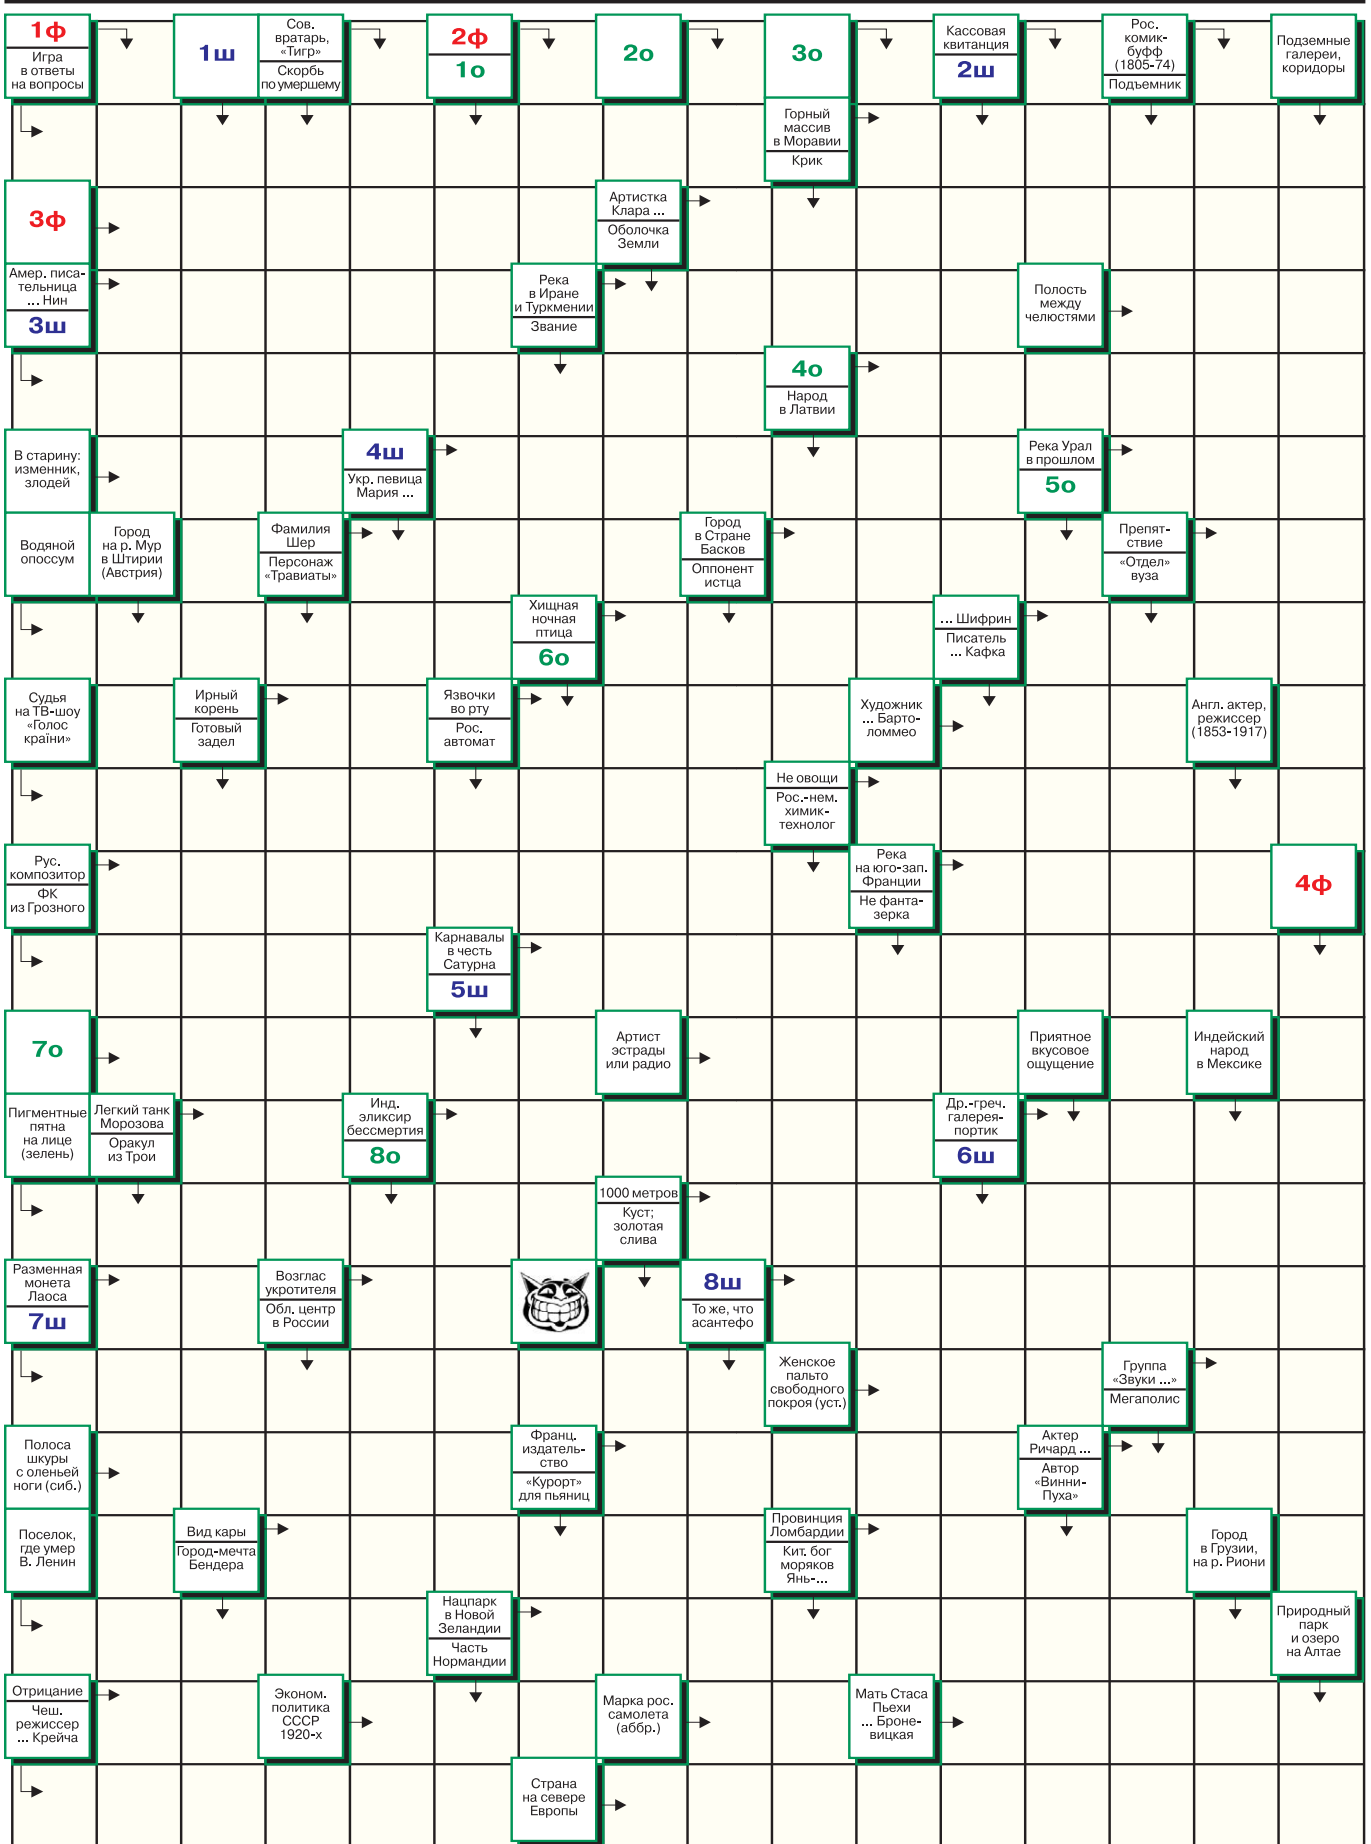 1ф
Игра
в ответы
на вопросы
1ш
Сов.
вратарь,
«Тигр»
Скорбь
по умершему
2ф
1о
2о
3о
Кассовая
квитанция
2ш
Рос.
комик-
буфф
(1805-74)
Подъемник
Подземные
галереи,
коридоры
Горный
массив
в Моравии
Крик
3ф
Артистка
Клара ...
Оболочка
Земли
Амер. писа-
тельница
... Нин
3ш
Река
в Иране
и Туркмении
Звание
Полость
между
челюстями
4о
Народ
в Латвии
В старину:
изменник,
злодей
4ш
Укр. певица
Мария ...
Река Урал
в прошлом
5о
Водяной
опоссум
Город
на р. Мур
в Штирии
(Австрия)
Фамилия
Шер
Персонаж
«Травиаты»
Город
в Стране
Басков
Оппонент
истца
Препят-
ствие
«Отдел»
вуза
Хищная
ночная
птица
6о
... Шифрин
Писатель
... Кафка
Судья
на ТВ-шоу
«Голос
країни»
Ирный
корень
Готовый
задел
Язвочки
во рту
Рос.
автомат
Художник
... Барто-
ломмео
Англ. актер,
режиссер
(1853-1917)
Не овощи
Рос.-нем.
химик-
технолог
Рус.
композитор
ФК
из Грозного
Река
на юго-зап.
Франции
Не фанта-
зерка
4ф
Карнавалы
в честь
Сатурна
5ш
7о
Артист
эстрады
или радио
Приятное
вкусовое
ощущение
Индейский
народ
в Мексике
Пигментные
пятна
на лице
(зелень)
Легкий танк
Морозова
Оракул
из Трои
Инд.
эликсир
бессмертия
8о
Др.-греч.
галерея-
портик
6ш
1000 метров
Куст;
золотая
слива
Разменная
монета
Лаоса
7ш
Возглас
укротителя
Обл. центр
в России
8ш
То же, что
асантефо
Женское
пальто
свободного
покроя (уст.)
Группа
«Звуки ...»
Мегаполис
Полоса
шкуры
с оленьей
ноги (сиб.)
Франц.
издатель-
ство
«Курорт»
для пьяниц
Актер
Ричард ...
Автор
«Винни-
Пуха»
Поселок,
где умер
В. Ленин
Вид кары
Город-мечта
Бендера
Провинция
Ломбардии
Кит. бог
моряков
Янь-...
Город
в Грузии,
на р. Риони
Нацпарк
в Новой
Зеландии
Часть
Нормандии
Природный
парк
и озеро
на Алтае
Отрицание
Чеш.
режиссер
... Крейча
Эконом.
политика
СССР
1920-х
Марка рос.
самолета
(аббр.)
Мать Стаса
Пьехи
... Броне-
вицкая
Страна
на севере
Европы